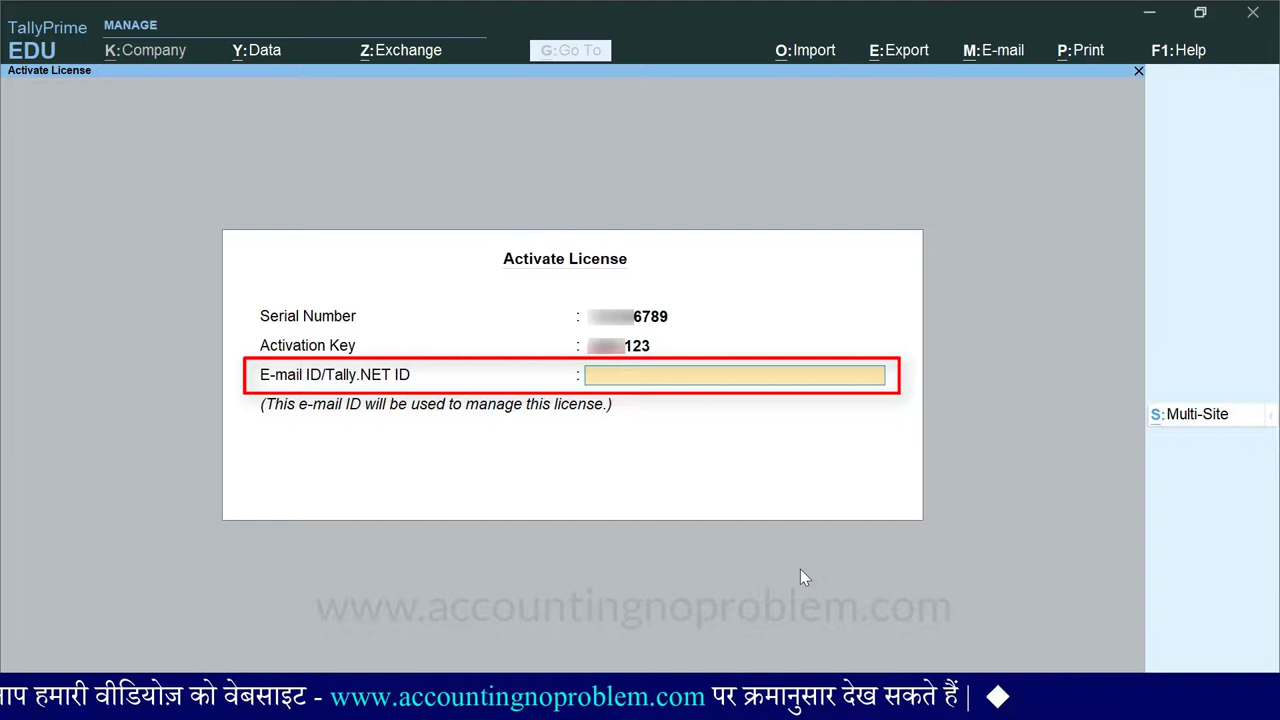 TallyPrime
EDU
MANAGE
K:Company Y:Data Z:Exchange G:Go To O:Import E:Export M:E-mail P:Print F1:Help
Activate License
Activate License
Serial Number : 6789
Activation Key : 123
E-mail ID/Tally.NET ID :
(This e-mail ID will be used to manage this license.)
S:Multi-Site
www.accountingnoproblem.com
हमारी वीडियोज़ को वेबसाइट - www.accountingnoproblem.com पर क्रमानुसार देख सकते हैं |